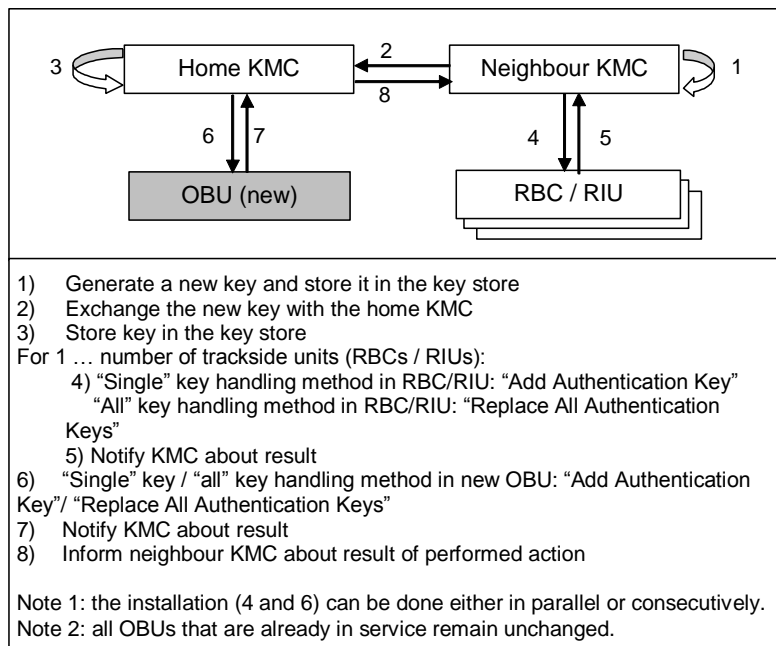 3
Home KMC
2
8
Neighbour KMC
1
6
7
4
5
OBU (new)
RBC / RIU
1) Generate a new key and store it in the key store
2) Exchange the new key with the home KMC
3) Store key in the key store
For 1 … number of trackside units (RBCs / RIUs):
4) “Single” key handling method in RBC/RIU: “Add Authentication Key”
“All” key handling method in RBC/RIU: “Replace All Authentication
Keys”
5) Notify KMC about result
6) “Single” key / “all” key handling method in new OBU: “Add Authentication
Key”/ “Replace All Authentication Keys”
7) Notify KMC about result
8) Inform neighbour KMC about result of performed action
Note 1: the installation (4 and 6) can be done either in parallel or consecutively.
Note 2: all OBUs that are already in service remain unchanged.